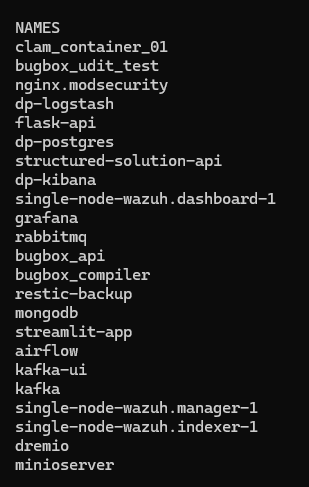 NAMES
clam_container_01
bugbox_udit_test
nginx.modsecurity
dp-logstash
flask-api
dp-postgres
structured-solution-api
dp-kibana
single-node-wazuh.dashboard-1
grafana
rabbitmq
bugbox_api
bugbox_compiler
restic-backup
mongodb
streamlit-app
airflow
kafka-ui
kafka
single-node-wazuh.manager-1
single-node-wazuh.indexer-1
dremio
minioserver